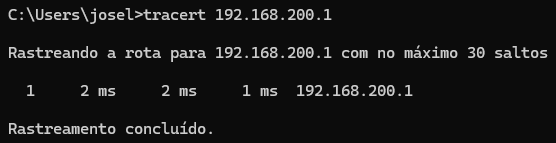 C:\Users\josel>tracert 192.168.200.1
Rastreando a rota para 192.168.200.1 com no máximo 30 saltos
1     2 ms     2 ms     1 ms  192.168.200.1
Rastreamento concluído.